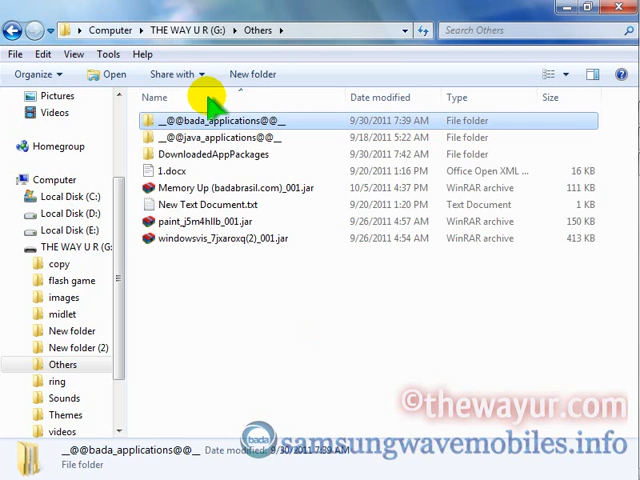 Computer ▸ THE WAY U R (G:) ▸ Others ▸
Search Others
File Edit View Tools Help
Organize Open Share with New folder
Name Date modified Type Size
Pictures
Videos
Homegroup
Computer
Local Disk (C:)
Local Disk (D:)
Local Disk (E:)
THE WAY U R (G:)
copy
flash game
images
midlet
New folder
New folder (2)
Others
ring
Sounds
Themes
videos
__@@bada_applications@@__ 9/30/2011 7:39 AM File folder
__@@java_applications@@__ 9/18/2011 5:22 AM File folder
DownloadedAppPackages 9/30/2011 7:42 AM File folder
1.docx 9/20/2011 1:16 PM Office Open XML ... 16 KB
Memory Up (badabrasil.com)_001.jar 10/5/2011 4:37 PM WinRAR archive 111 KB
New Text Document.txt 9/20/2011 1:20 PM Text Document 1 KB
paint_j5m4hllb_001.jar 9/26/2011 4:57 AM WinRAR archive 150 KB
windowsvis_7jxaroxq(2)_001.jar 9/26/2011 4:54 AM WinRAR archive 413 KB
©thewayur.com
bada
samsungwavemobiles.info
__@@bada_applications@@__ Date modified: 9/30/2011 7:39 AM
File folder